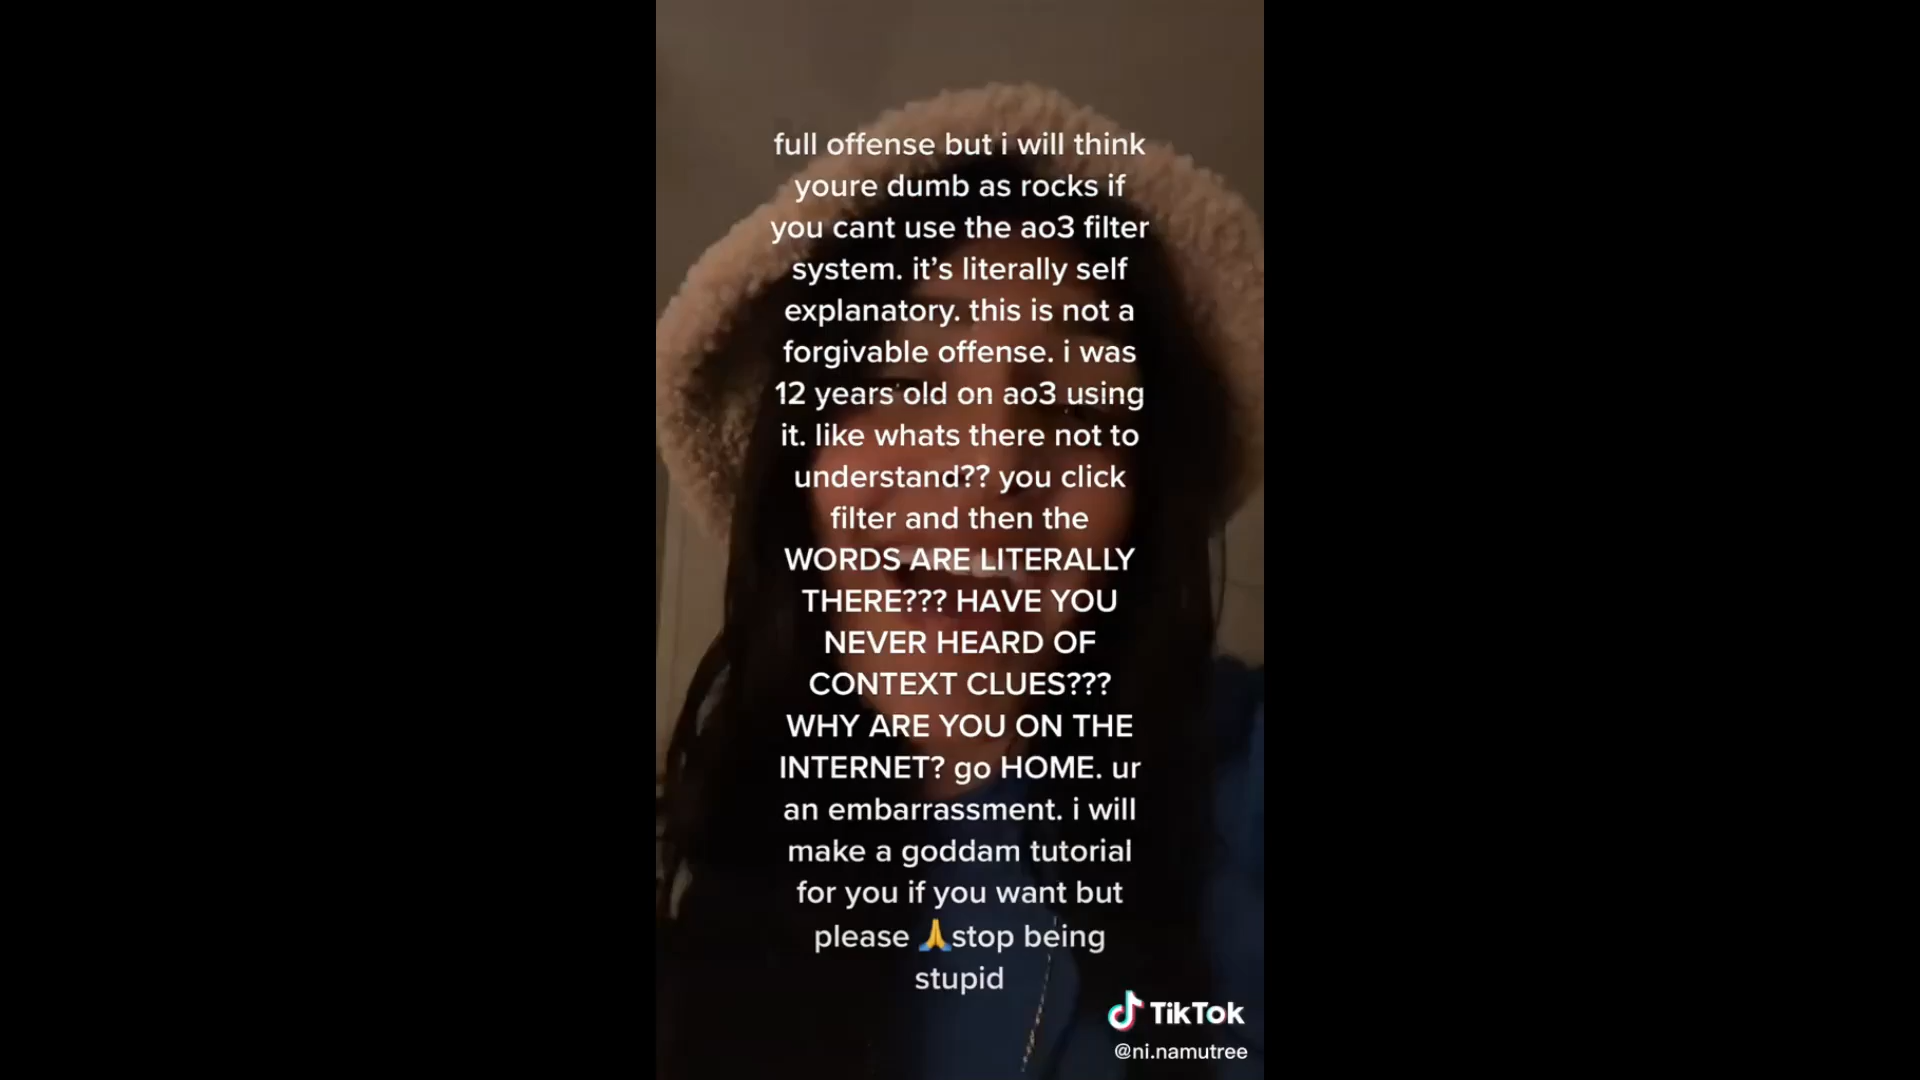 full offense but i will think
youre dumb as rocks if
you cant use the ao3 filter
system. it’s literally self
explanatory. this is not a
forgivable offense. i was
12 years old on ao3 using
it. like whats there not to
understand?? you click
filter and then the
WORDS ARE LITERALLY
THERE??? HAVE YOU
NEVER HEARD OF
CONTEXT CLUES???
WHY ARE YOU ON THE
INTERNET? go HOME. ur
an embarrassment. i will
make a goddam tutorial
for you if you want but
please 🙏stop being
stupid
TikTok
@ni.namutree